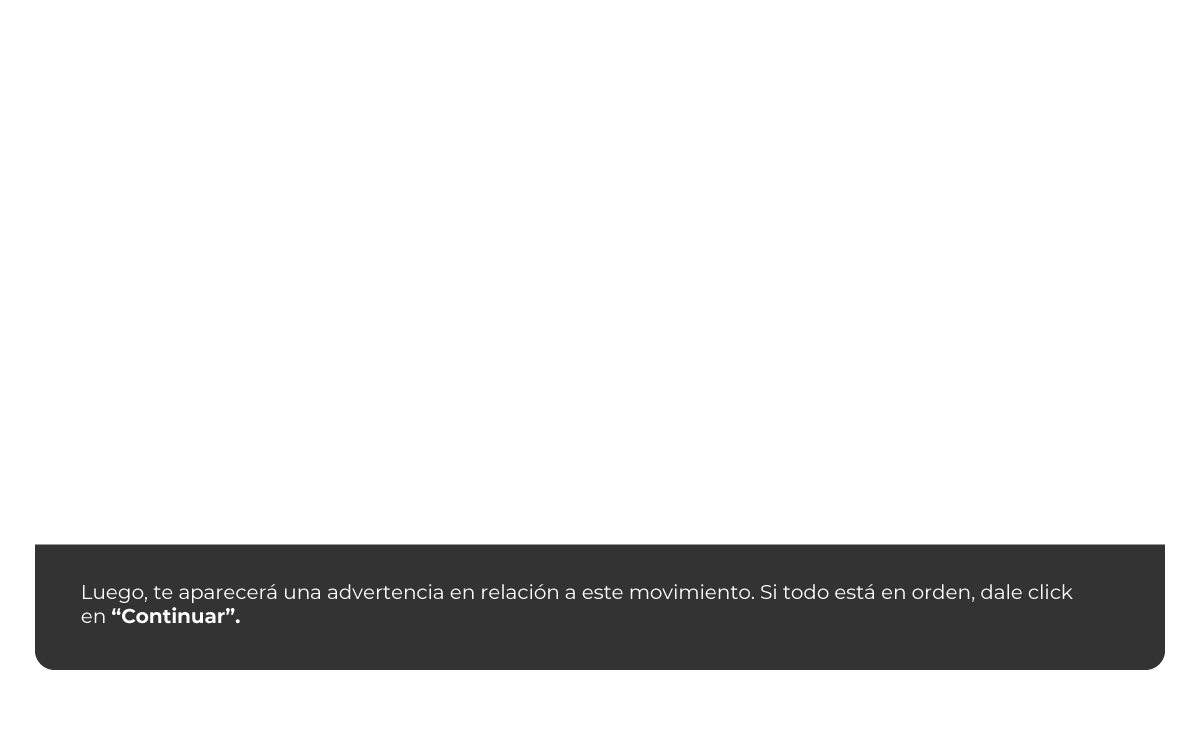 Luego, te aparecerá una advertencia en relación a este movimiento. Si todo está en orden, dale click
en “Continuar”.